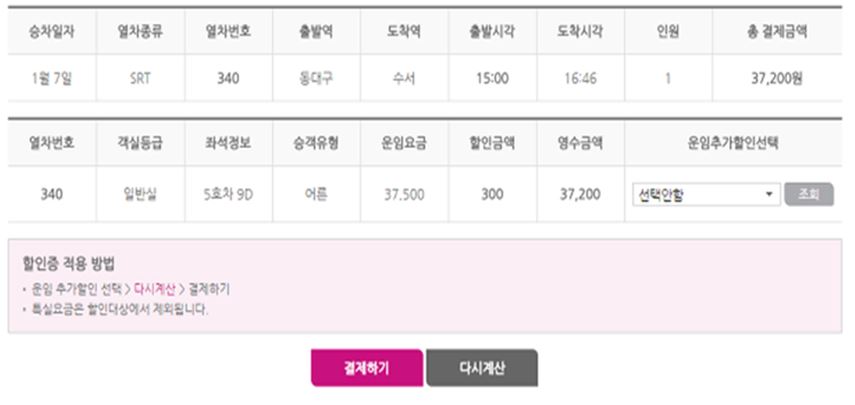 승차일자 열차종류 열차번호 출발역 도착역 출발시각 도착시각 인원 총 결제금액
1월 7일 SRT 340 동대구 수서 15:00 16:46 1 37,200원
열차번호 객실등급 좌석정보 승객유형 운임요금 할인금액 영수금액 운임추가할인선택
340 일반실 5호차 9D 어른 37,500 300 37,200 선택안함 조회
할인증 적용 방법
• 운임 추가할인 선택 > 다시계산 > 결제하기
• 특실요금은 할인대상에서 제외됩니다.
결제하기 다시계산